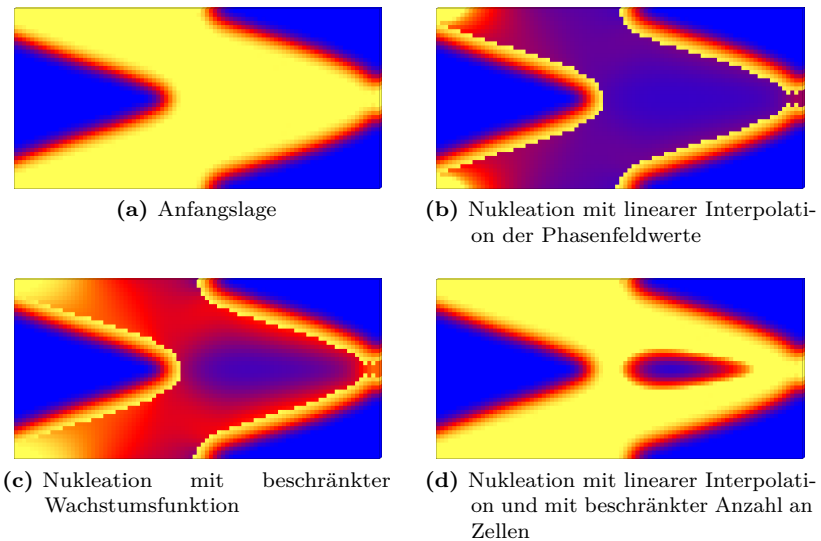 (a) Anfangslage
(b) Nukleation mit linearer Interpolati-
on der Phasenfeldwerte
(c) Nukleation mit beschränkter
Wachstumsfunktion
(d) Nukleation mit linearer Interpolati-
on und mit beschränkter Anzahl an
Zellen